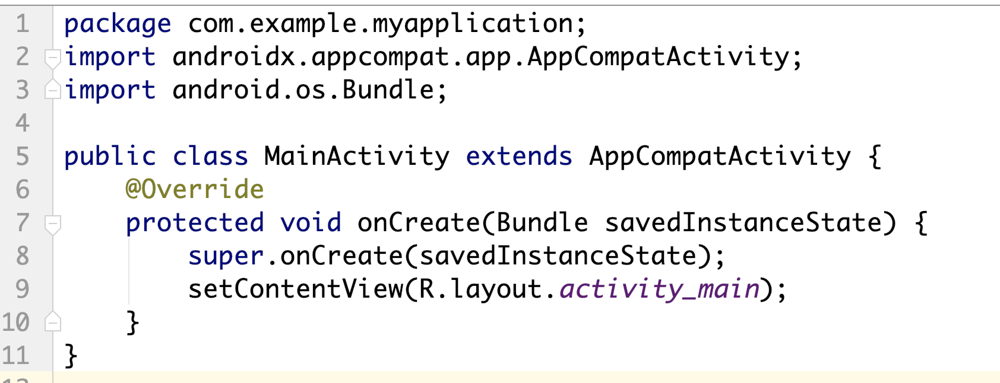 1 package com.example.myapplication;
2 import androidx.appcompat.app.AppCompatActivity;
3 import android.os.Bundle;
4
5 public class MainActivity extends AppCompatActivity {
6     @Override
7     protected void onCreate(Bundle savedInstanceState) {
8         super.onCreate(savedInstanceState);
9         setContentView(R.layout.activity_main);
10     }
11 }